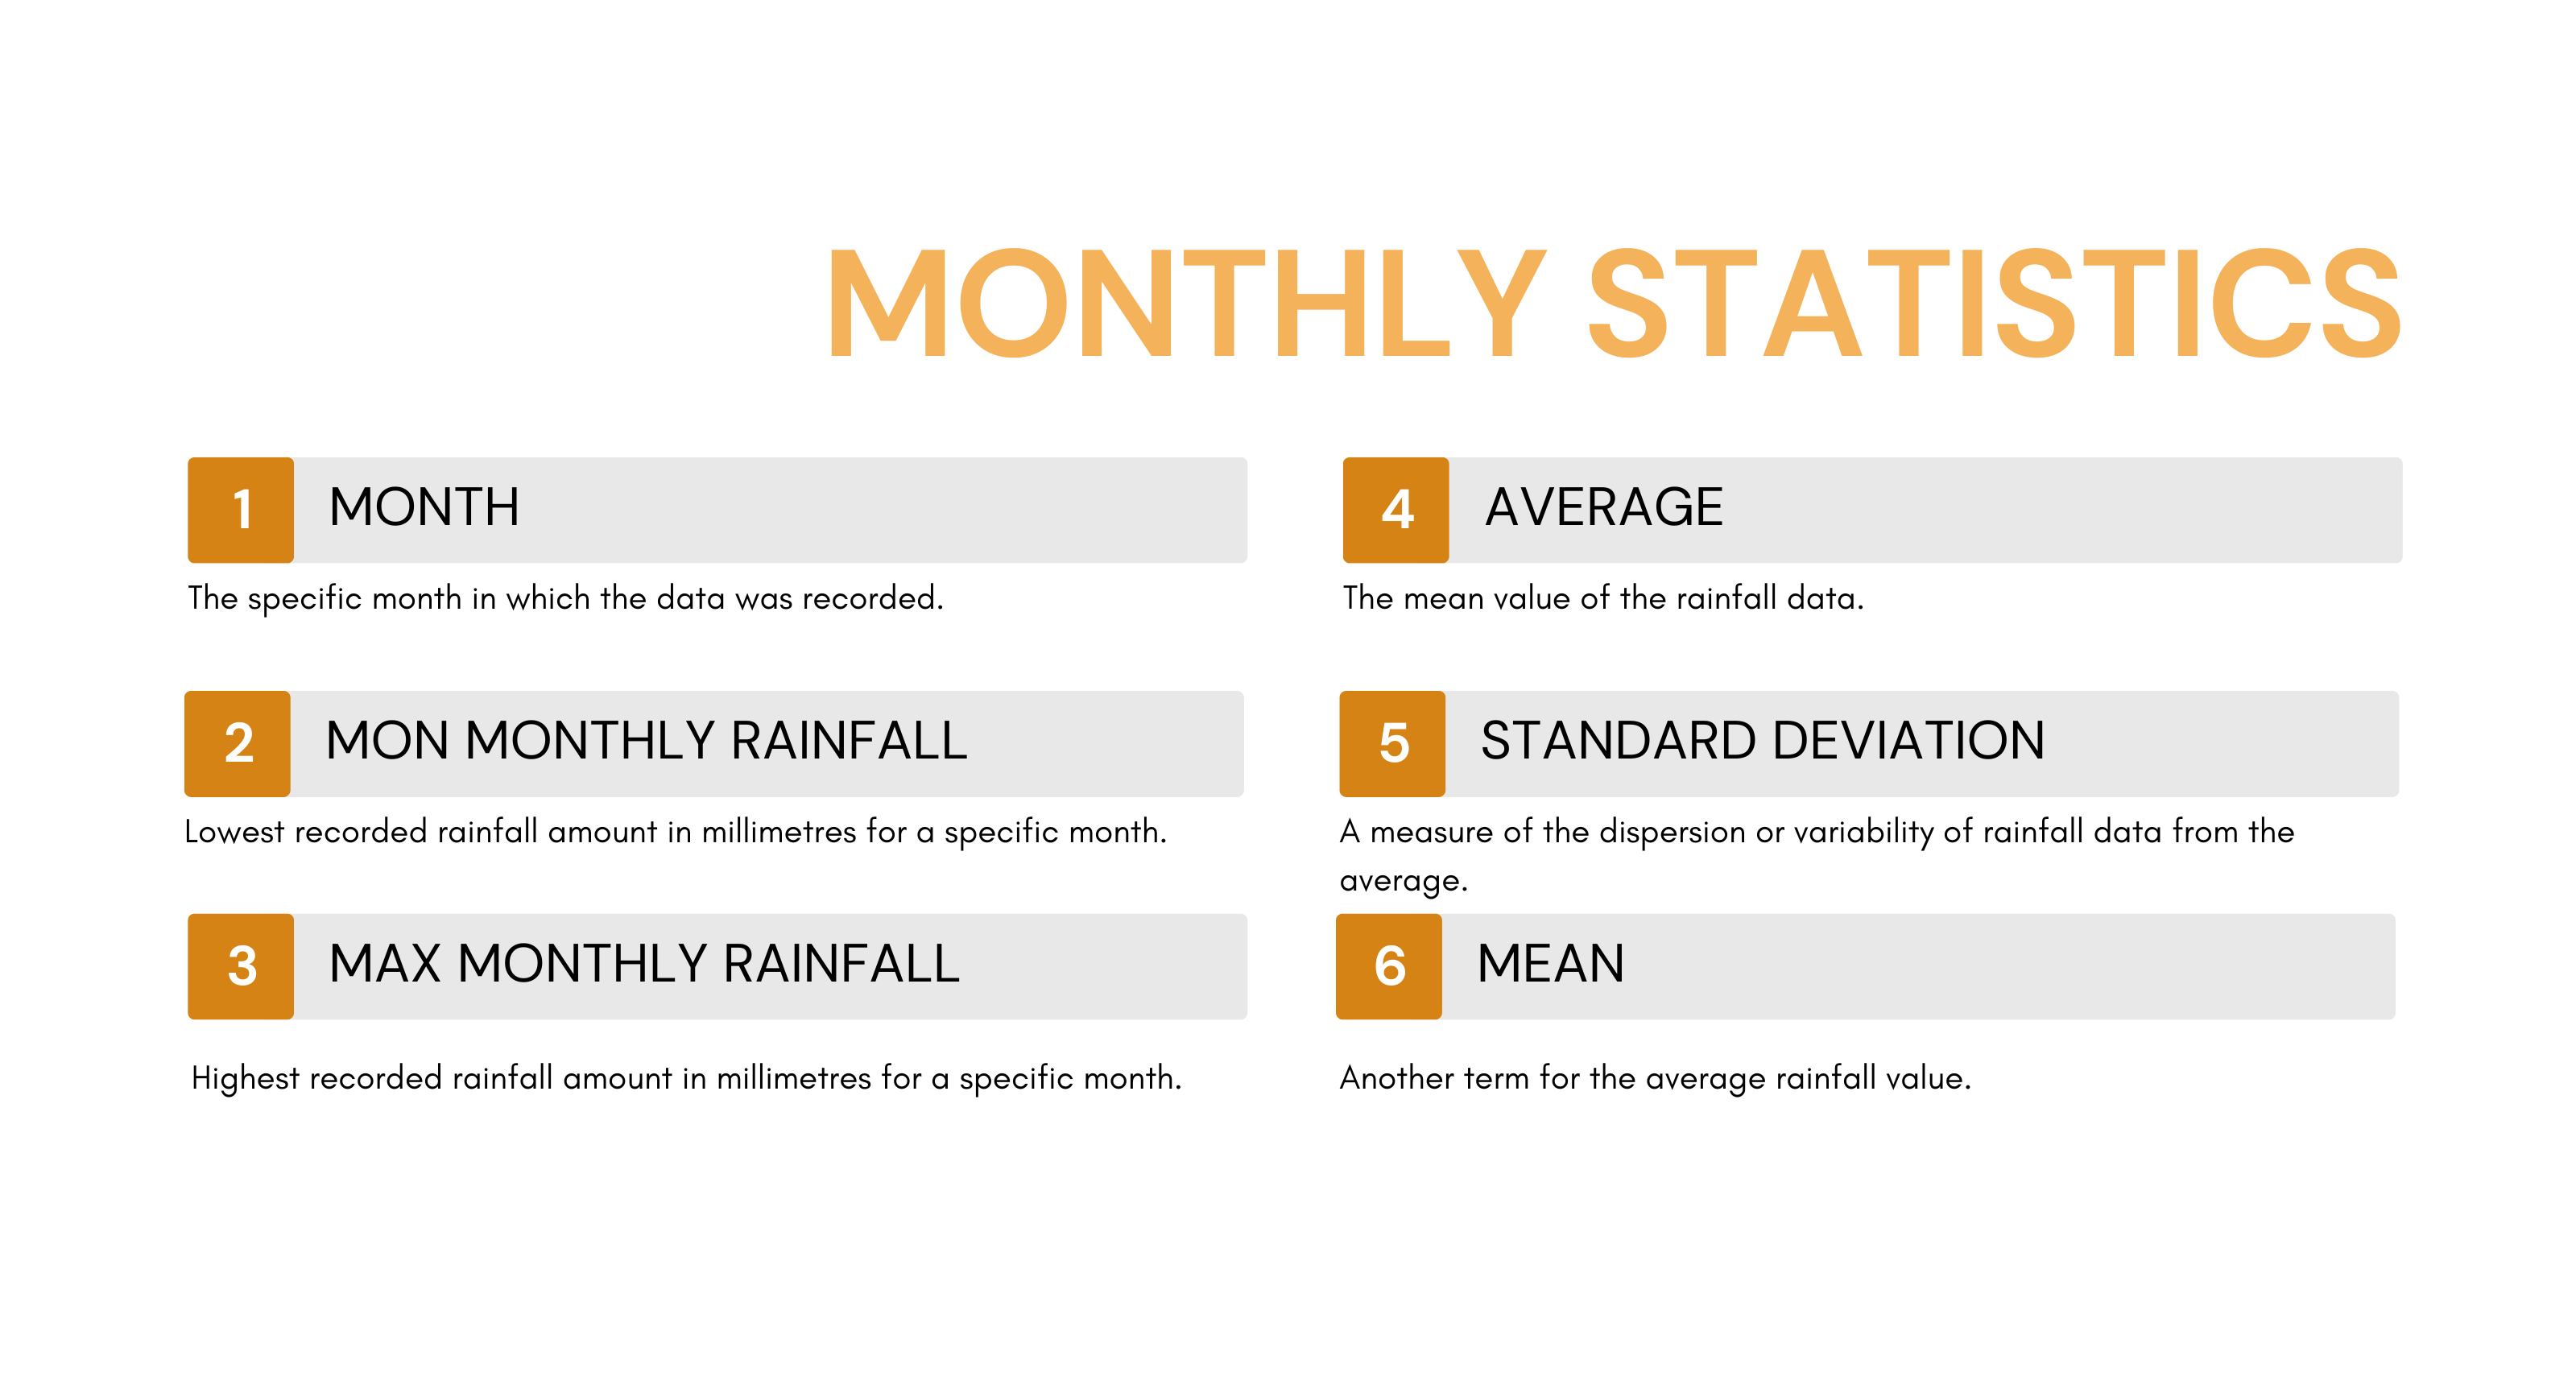 MONTHLY STATISTICS
1 MONTH
The specific month in which the data was recorded.
2 MON MONTHLY RAINFALL
Lowest recorded rainfall amount in millimetres for a specific month.
3 MAX MONTHLY RAINFALL
Highest recorded rainfall amount in millimetres for a specific month.
4 AVERAGE
The mean value of the rainfall data.
5 STANDARD DEVIATION
A measure of the dispersion or variability of rainfall data from the
average.
6 MEAN
Another term for the average rainfall value.